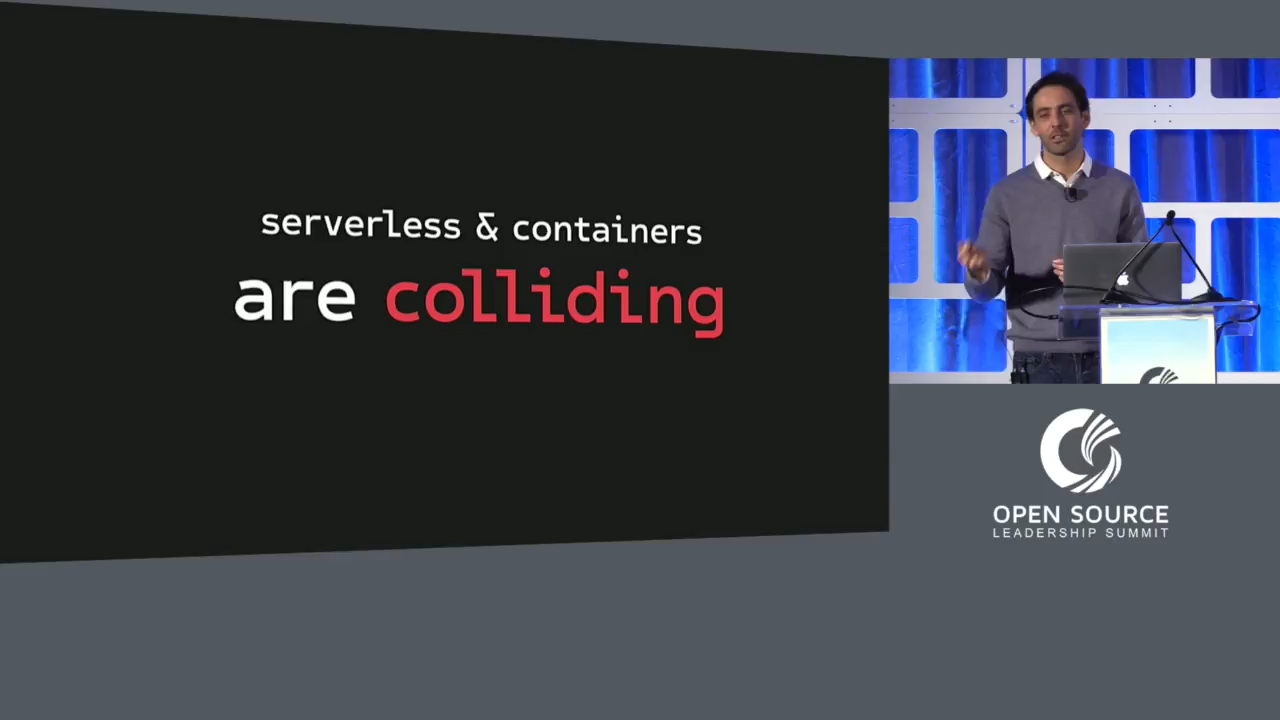 serverless & containers
are colliding
OPEN SOURCE
LEADERSHIP SUMMIT